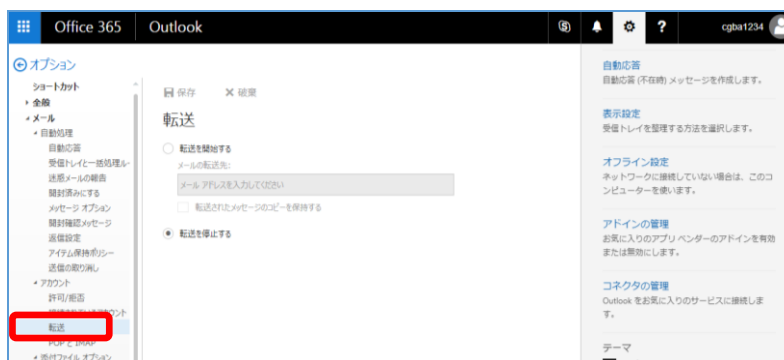 Office 365
Outlook
cgba1234
オプション
ショートカット
全般
メール
自動処理
自動応答
受信トレイと一括処理ルー
迷惑メールの報告
開封済みにする
メッセージ オプション
開封確認メッセージ
返信設定
アイテム保持ポリシー
送信の取り消し
アカウント
許可/拒否
転送
POP と IMAP
添付ファイル オプション
保存
破棄
転送
転送を開始する
メールの転送先:
メール アドレスを入力してください
転送されたメッセージのコピーを保持する
転送を停止する
自動応答
自動応答 (不在時) メッセージを作成します。
表示設定
受信トレイを整理する方法を選択します。
オフライン設定
ネットワークに接続していない場合は、このコ
ンピューターを使います。
アドインの管理
お気に入りのアプリ ベンダーのアドインを有効
または無効にします。
コネクタの管理
Outlook をお気に入りのサービスに接続しま
す。
テーマ